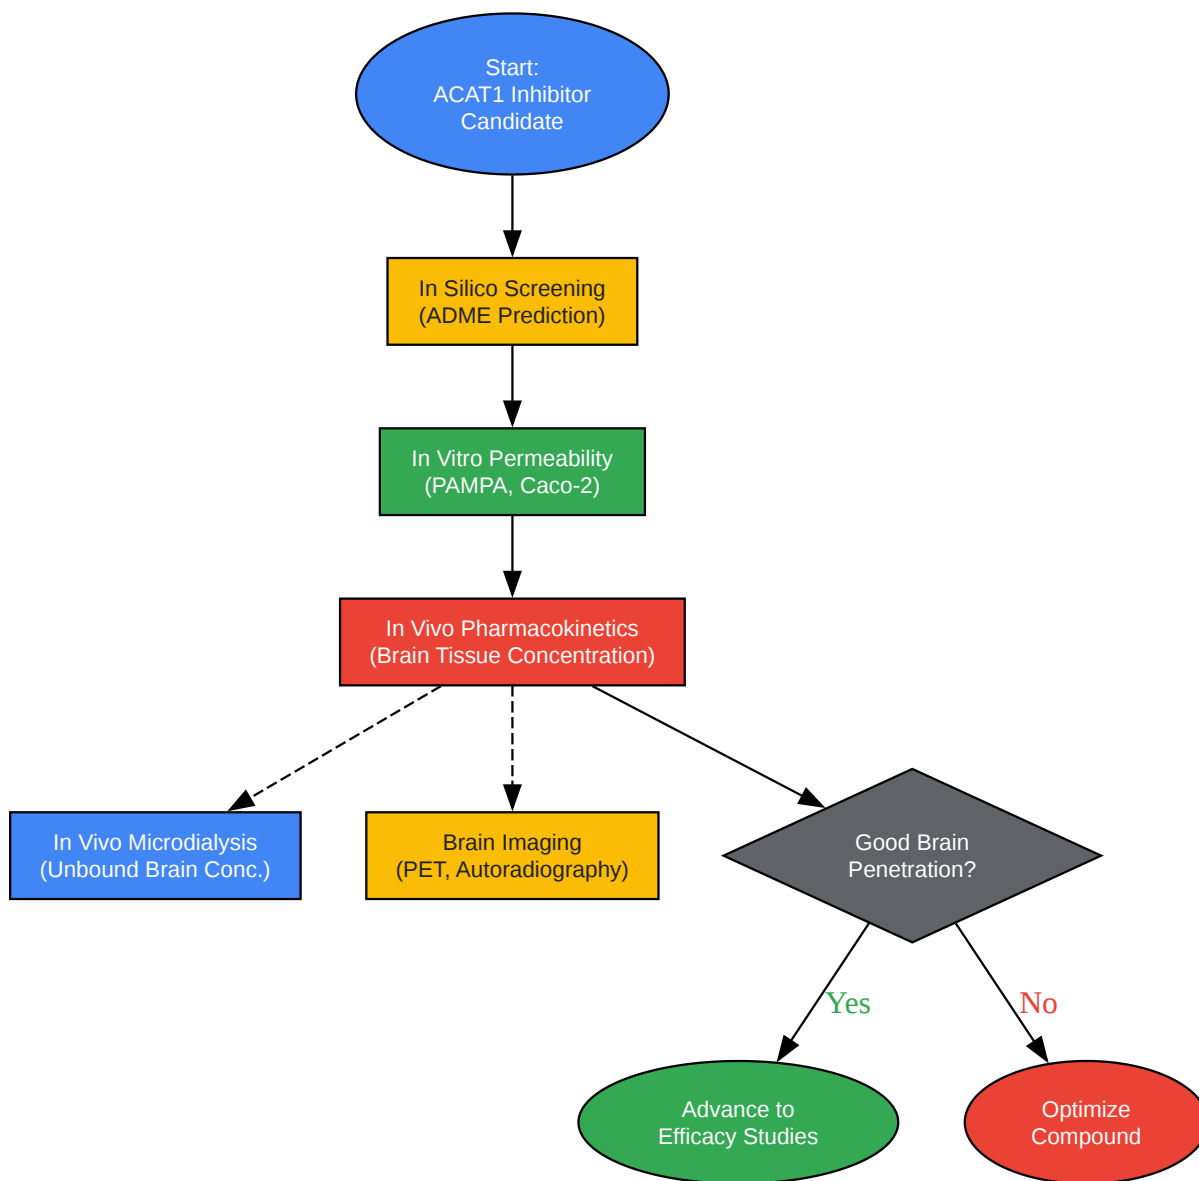 Start:
ACAT1 Inhibitor
Candidate
In Silico Screening
(ADME Prediction)
In Vitro Permeability
(PAMPA, Caco-2)
In Vivo Pharmacokinetics
(Brain Tissue Concentration)
In Vivo Microdialysis
(Unbound Brain Conc.)
Brain Imaging
(PET, Autoradiography)
Good Brain
Penetration?
Yes
No
Advance to
Efficacy Studies
Optimize
Compound